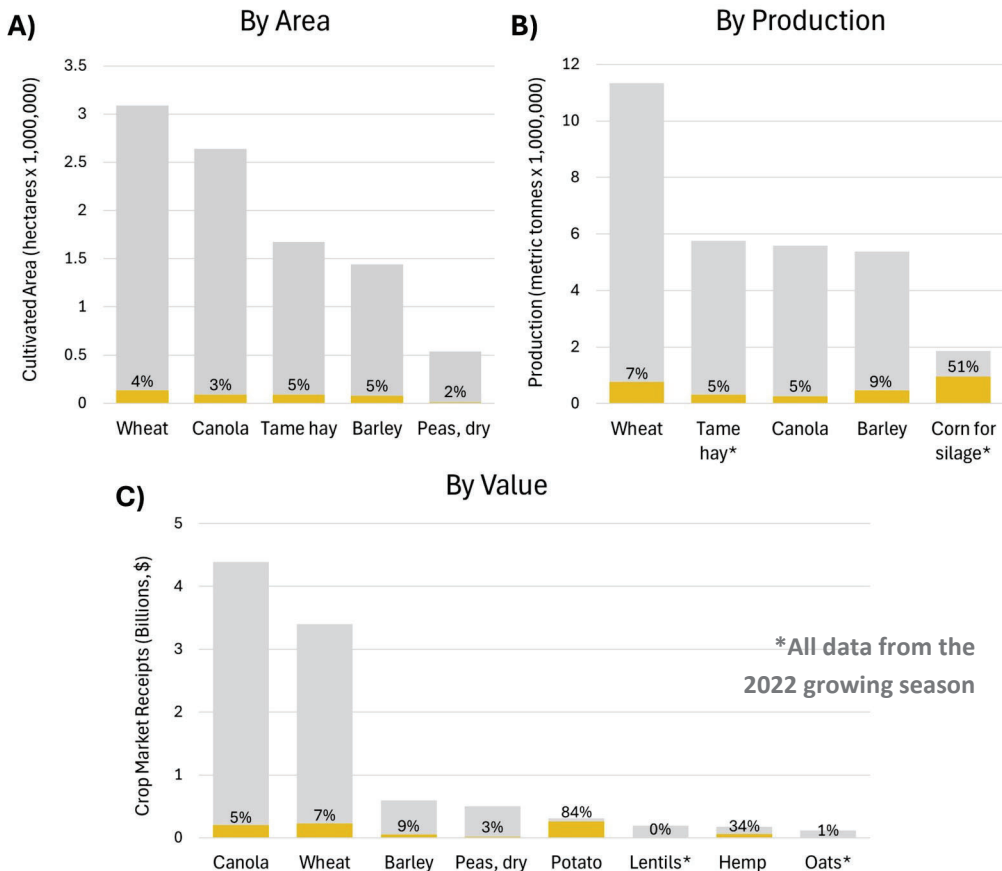 A)
By Area
Cultivated Area (hectares x 1,000,000)
3.5
3
2.5
2
1.5
1
0.5
0
4%
3%
5%
5%
2%
Wheat
Canola
Tame hay
Barley
Peas, dry
B)
By Production
Production (metric tonnes x 1,000,000)
12
10
8
6
4
2
0
7%
5%
5%
9%
51%
Wheat
Tame
hay*
Canola
Barley
Corn for
silage*
C)
By Value
Crop Market Receipts (Billions, $)
5
4
3
2
1
0
5%
7%
9%
3%
84%
0%
34%
1%
Canola
Wheat
Barley
Peas, dry
Potato
Lentils*
Hemp
Oats*
*All data from the
2022 growing season